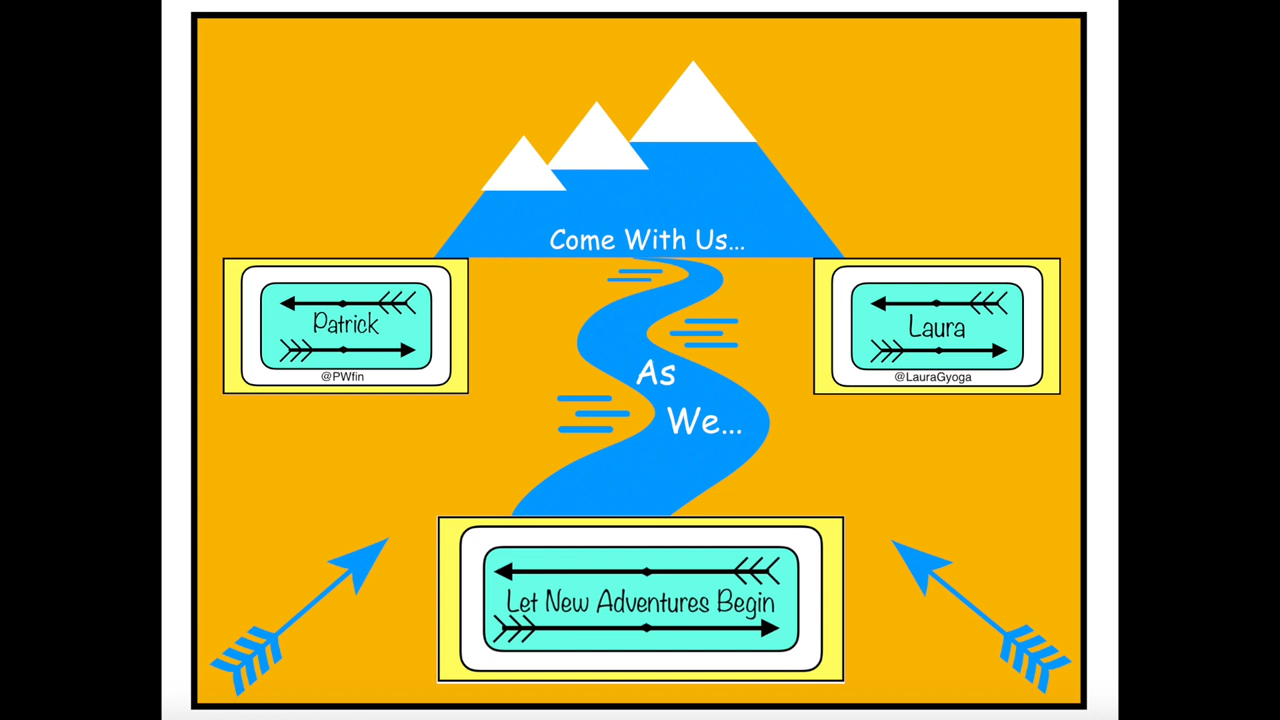 Come With Us...
Patrick
@PWfin
Laura
@LauraGyoga
As
We...
Let New Adventures Begin